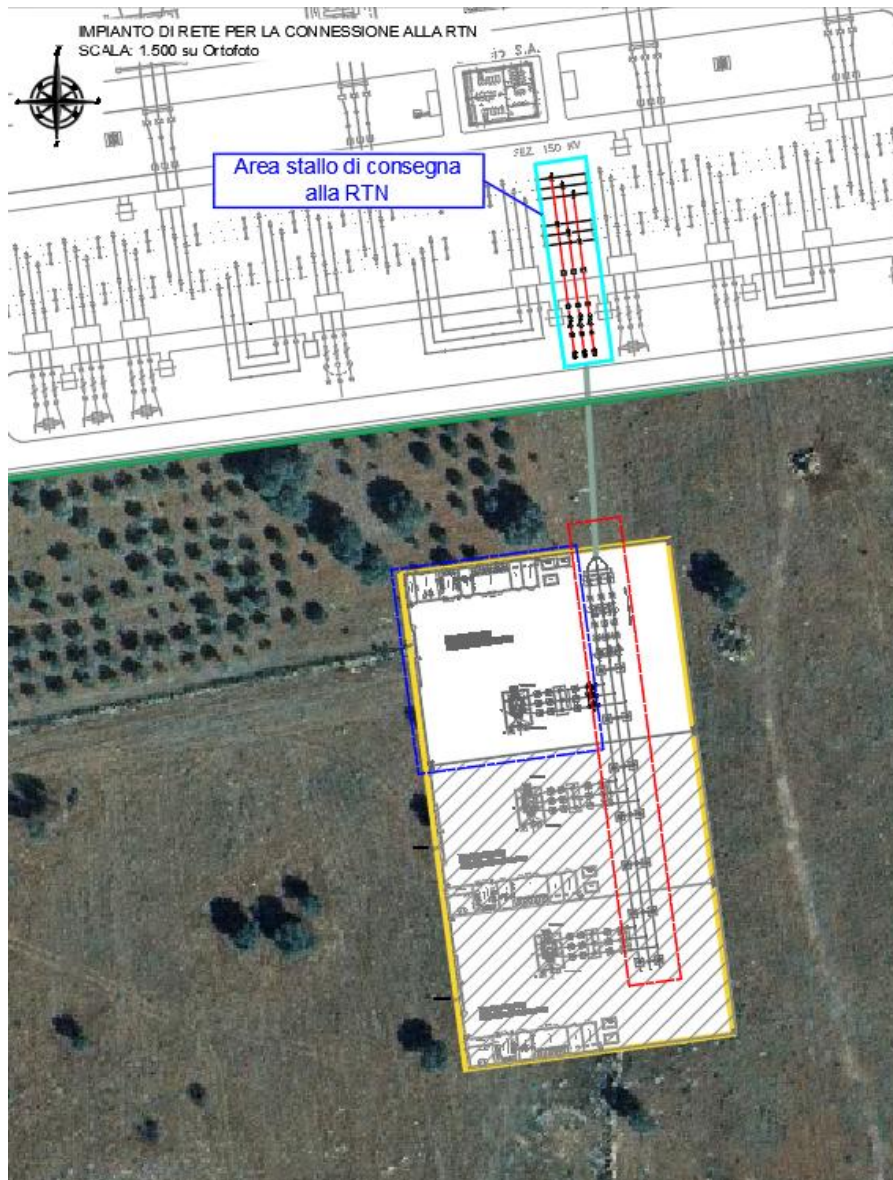 IMPIANTO DI RETE PER LA CONNESSIONE ALLA RTN
SCALA: 1.500 su Ortofoto
S.A.
SEZ 150 KV
Area stallo di consegna
alla RTN